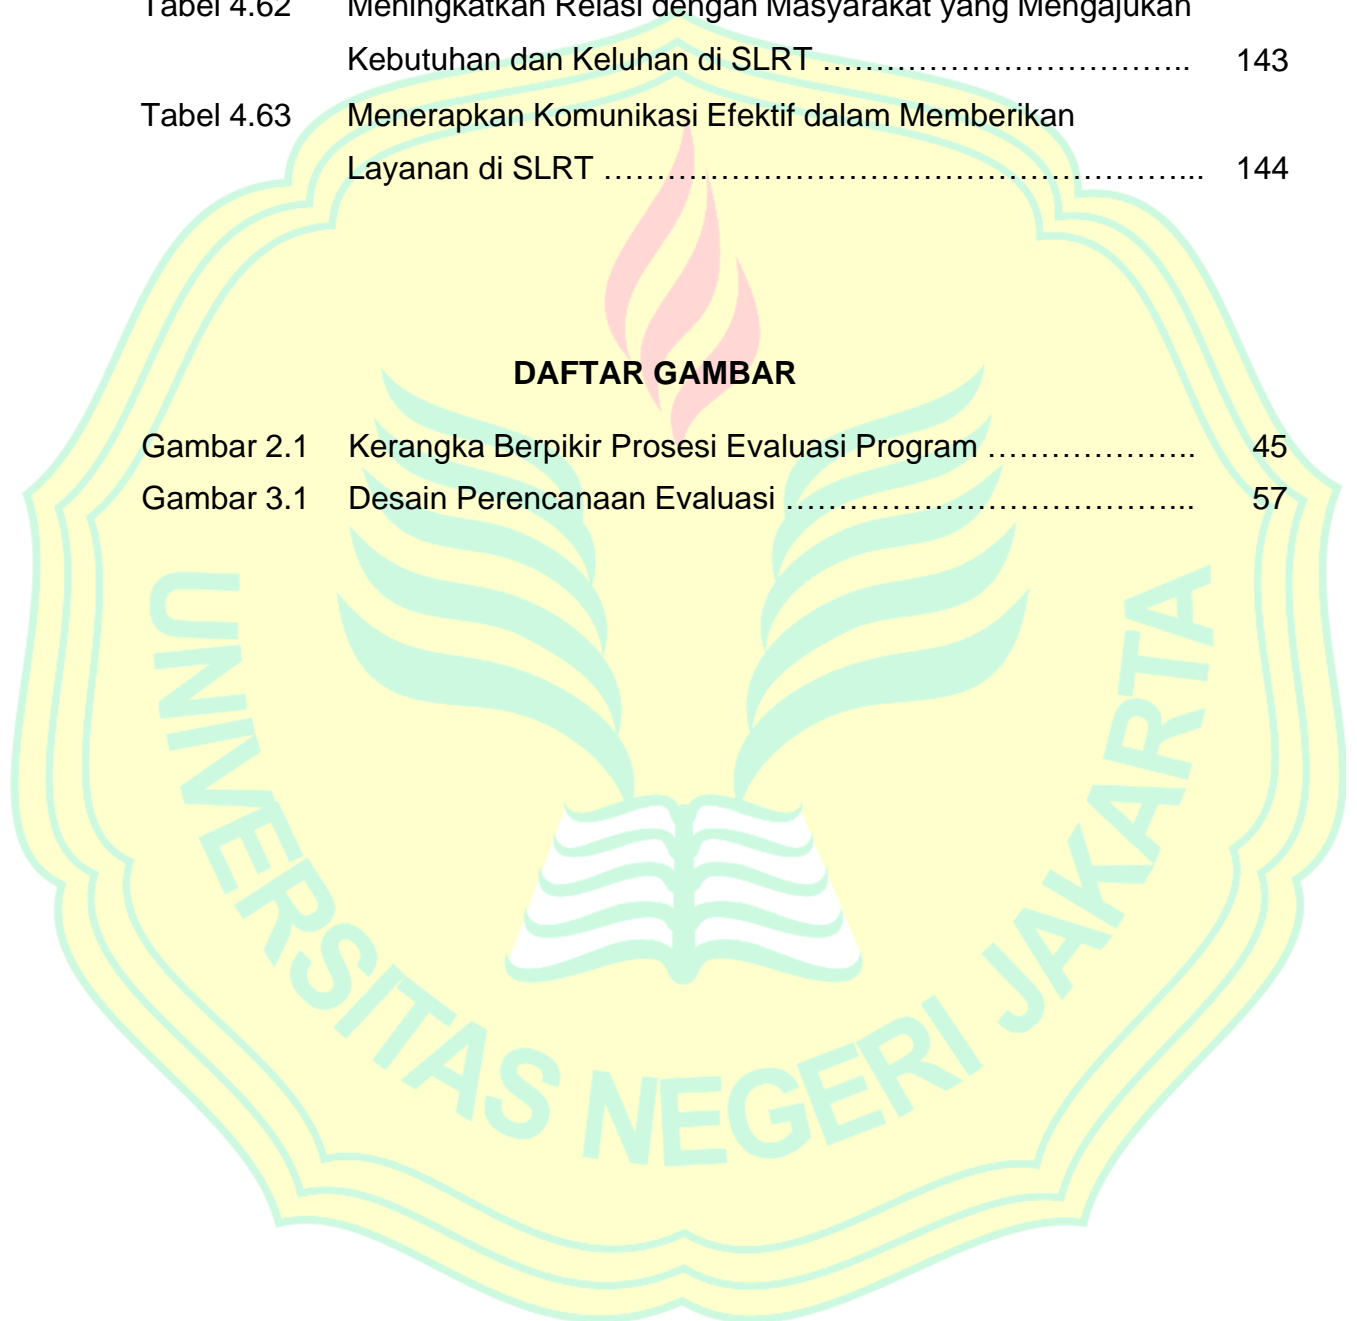 Tabel 4.62 Meningkatkan Relasi dengan Masyarakat yang Mengajukan
Kebutuhan dan Keluhan di SLRT …………………………….. 143
Tabel 4.63 Menerapkan Komunikasi Efektif dalam Memberikan
Layanan di SLRT ………………………………………………... 144
DAFTAR GAMBAR
Gambar 2.1 Kerangka Berpikir Prosesi Evaluasi Program ……………….. 45
Gambar 3.1 Desain Perencanaan Evaluasi ………………………………... 57
UNIVERSITAS NEGERI JAKARTA